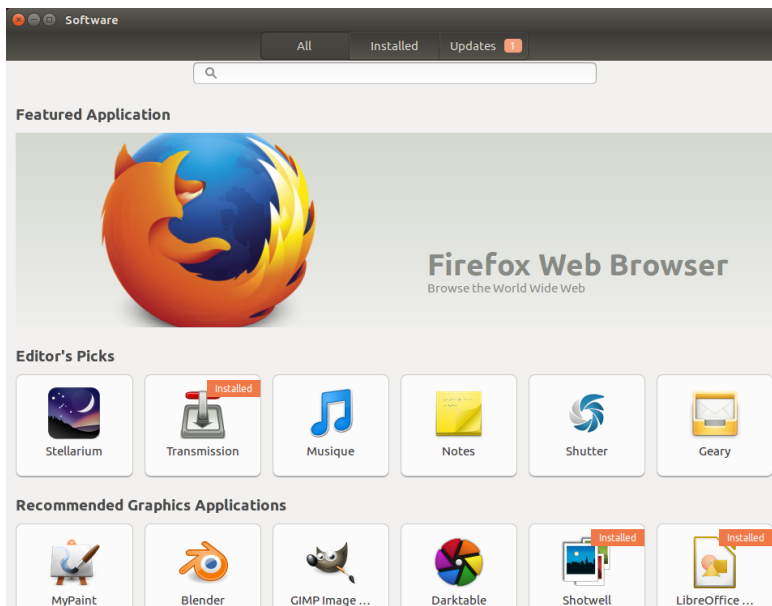 Software
All Installed Updates 1
Featured Application
Firefox Web Browser
Browse the World Wide Web
Editor's Picks
Installed
Stellarium Transmission Musique Notes Shutter Geary
Recommended Graphics Applications
Installed Installed
MyPaint Blender GIMP Image ... Darktable Shotwell LibreOffice ...